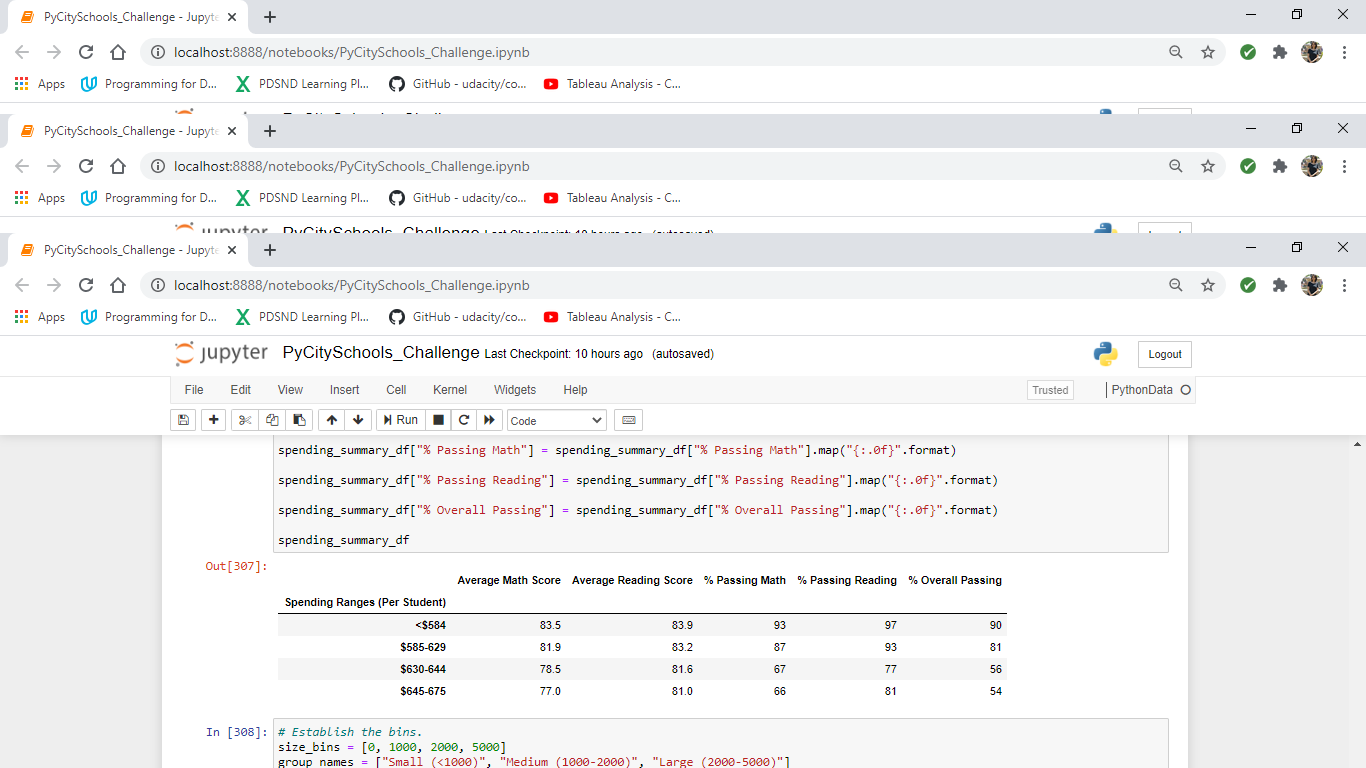 PyCitySchools_Challenge - Jupyte
localhost:8888/notebooks/PyCitySchools_Challenge.ipynb
Apps Programming for D... PDSND Learning Pl... GitHub - udacity/co... Tableau Analysis - C...
PyCitySchools_Challenge - Jupyte
localhost:8888/notebooks/PyCitySchools_Challenge.ipynb
Apps Programming for D... PDSND Learning Pl... GitHub - udacity/co... Tableau Analysis - C...
jupyter PyCitySchools_Challenge Last Checkpoint: 10 hours ago (autosaved)
PyCitySchools_Challenge - Jupyte
localhost:8888/notebooks/PyCitySchools_Challenge.ipynb
Apps Programming for D... PDSND Learning Pl... GitHub - udacity/co... Tableau Analysis - C...
jupyter PyCitySchools_Challenge Last Checkpoint: 10 hours ago (autosaved) Logout
File Edit View Insert Cell Kernel Widgets Help Trusted PythonData
Run Code
spending_summary_df["% Passing Math"] = spending_summary_df["% Passing Math"].map("{:.0f}".format)
spending_summary_df["% Passing Reading"] = spending_summary_df["% Passing Reading"].map("{:.0f}".format)
spending_summary_df["% Overall Passing"] = spending_summary_df["% Overall Passing"].map("{:.0f}".format)
spending_summary_df
Out[307]:
Average Math Score Average Reading Score % Passing Math % Passing Reading % Overall Passing
Spending Ranges (Per Student)
<$584 83.5 83.9 93 97 90
$585-629 81.9 83.2 87 93 81
$630-644 78.5 81.6 67 77 56
$645-675 77.0 81.0 66 81 54
In [308]: # Establish the bins.
size_bins = [0, 1000, 2000, 5000]
group_names = ["Small (<1000)", "Medium (1000-2000)", "Large (2000-5000)"]